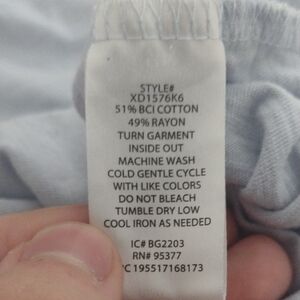 STYLE#
XD1576K6
51% BCI COTTON
49% RAYON
TURN GARMENT
INSIDE OUT
MACHINE WASH
COLD GENTLE CYCLE
WITH LIKE COLORS
DO NOT BLEACH
TUMBLE DRY LOW
COOL IRON AS NEEDED
IC# BG2203
RN# 95377
C 195517168173